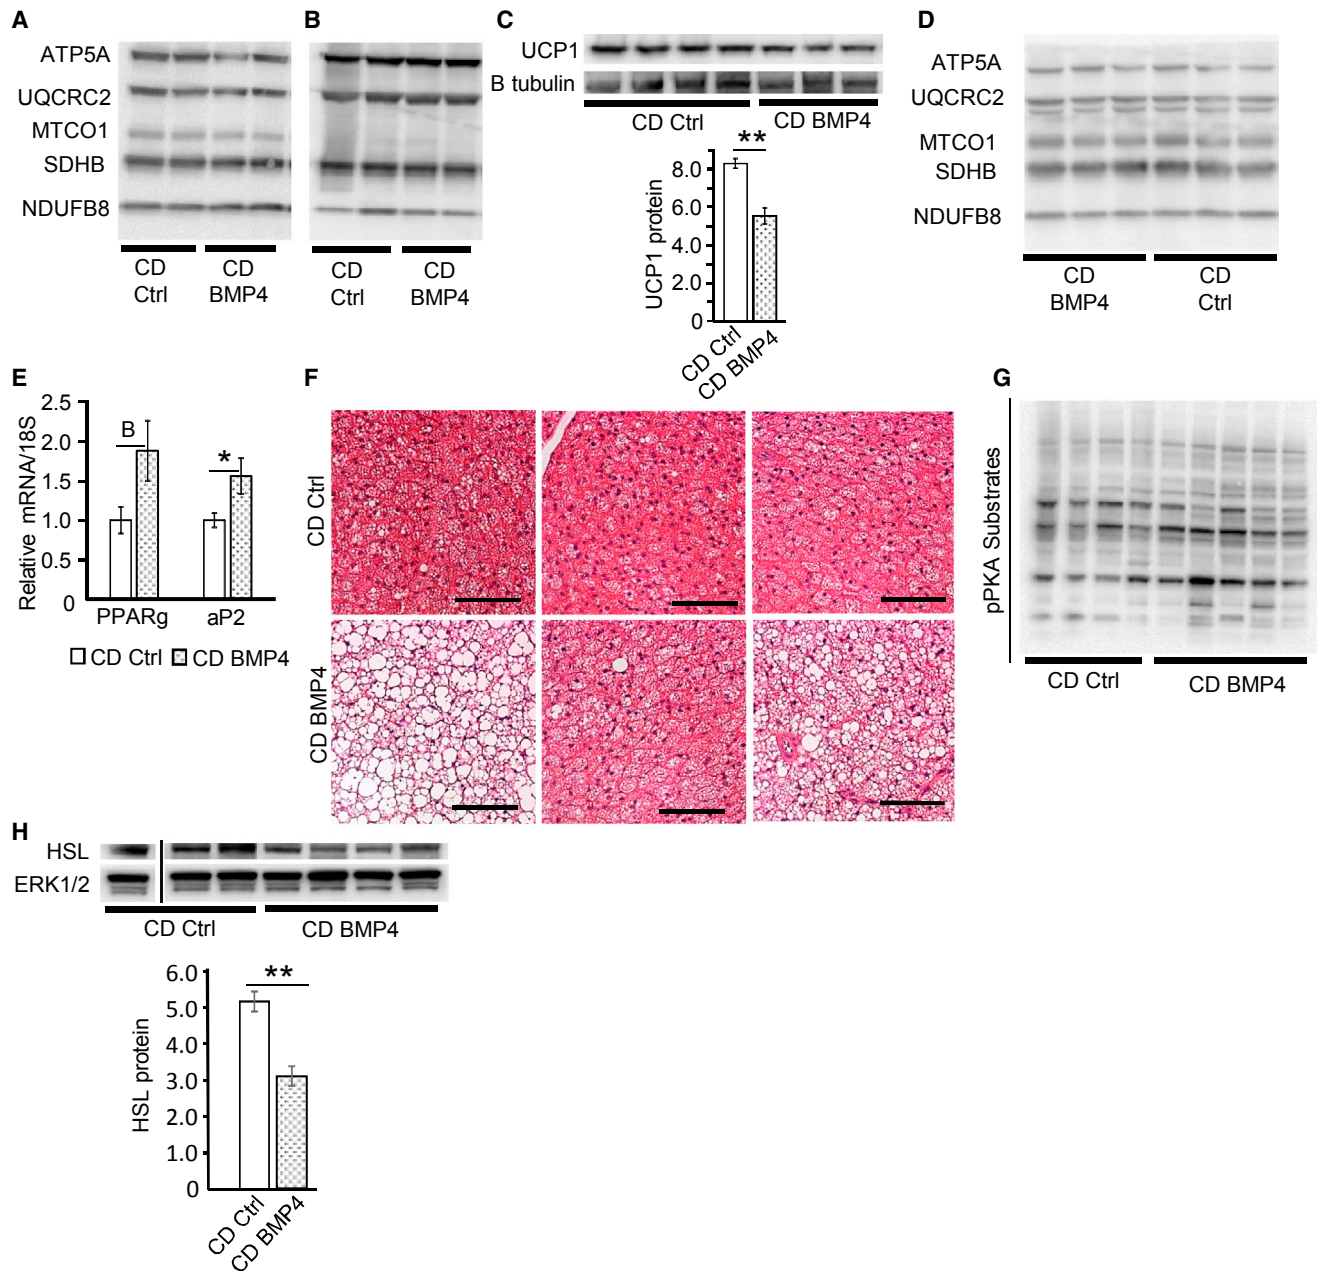 A
ATP5A
UQCRC2
MTCO1
SDHB
NDUFB8
CD
Ctrl
CD
BMP4
B
CD
Ctrl
CD
BMP4
C
UCP1
B tubulin
CD Ctrl
CD BMP4
**
UCP1 protein
8.0
6.0
4.0
2.0
0
CD Ctrl
CD BMP4
D
ATP5A
UQCRC2
MTCO1
SDHB
NDUFB8
CD
BMP4
CD
Ctrl
E
Relative mRNA/18S
2.5
2.0
1.5
1.0
0.5
0
B
*
PPARg
aP2
CD Ctrl
CD BMP4
F
CD Ctrl
CD BMP4
G
pPKA Substrates
CD Ctrl
CD BMP4
H
HSL
ERK1/2
CD Ctrl
CD BMP4
**
HSL protein
6.0
5.0
4.0
3.0
2.0
1.0
0
CD Ctrl
CD BMP4